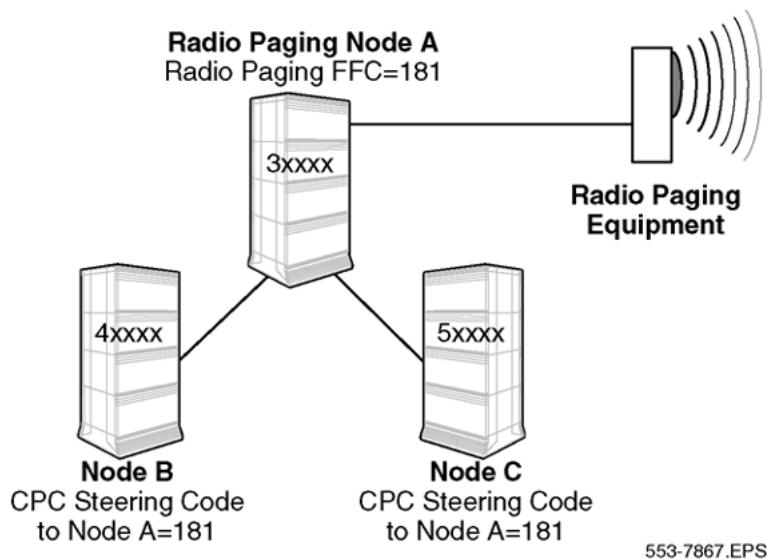 Radio Paging Node A
Radio Paging FFC=181
3xxxx
Radio Paging
Equipment
4xxxx
5xxxx
Node B
CPC Steering Code
to Node A=181
Node C
CPC Steering Code
to Node A=181
553-7867.EPS